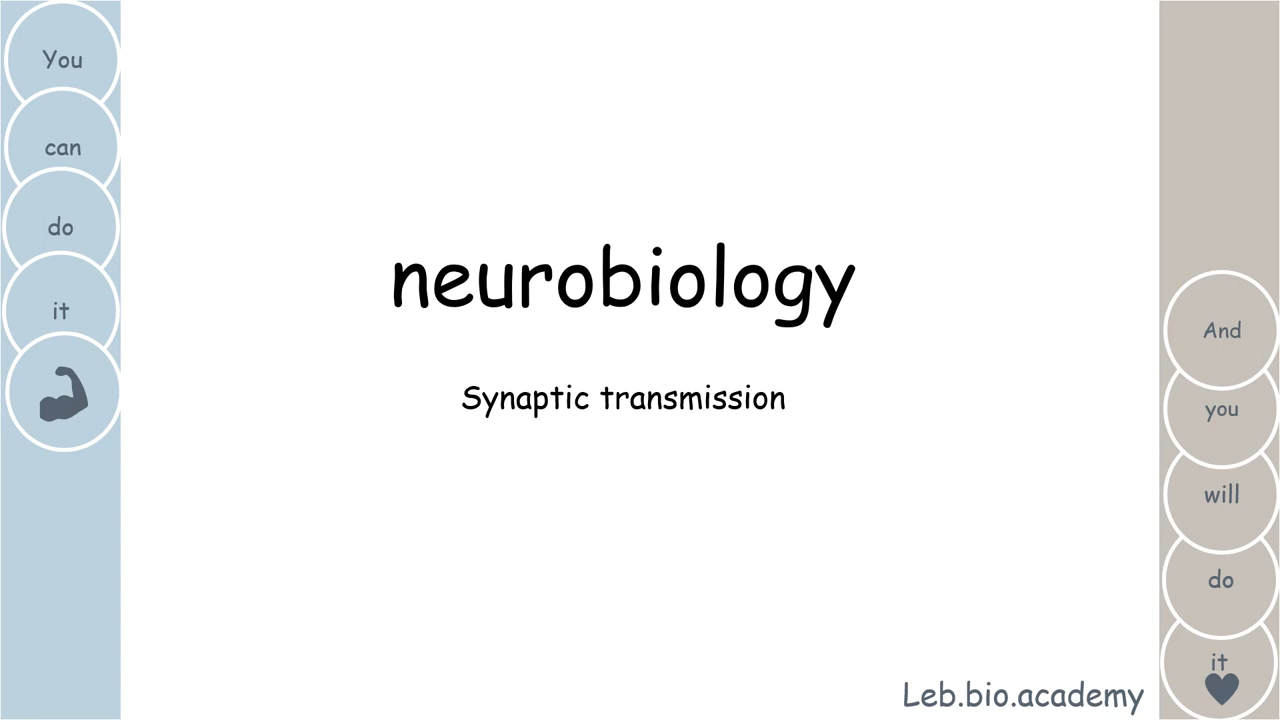 You
can
do
it
neurobiology
Synaptic transmission
And
you
will
do
it
Leb.bio.academy